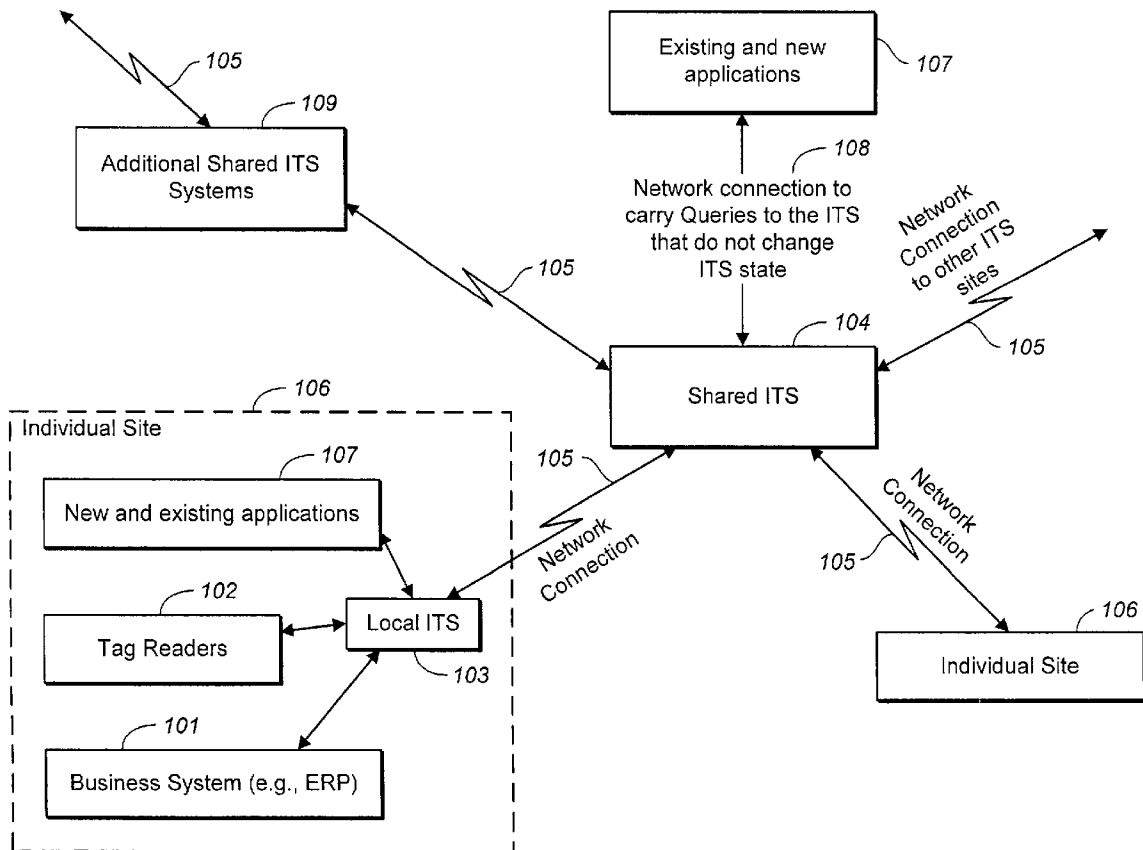 105
109
Additional Shared ITS
Systems
Existing and new
applications
107
108
Network connection to
carry Queries to the ITS
that do not change
ITS state
Network
Connection
to other ITS
sites
105
105
104
Shared ITS
106
Individual Site
107
New and existing applications
102
Tag Readers
Local ITS
103
101
Business System (e.g., ERP)
105
Network
Connection
Network
Connection
105
106
Individual Site